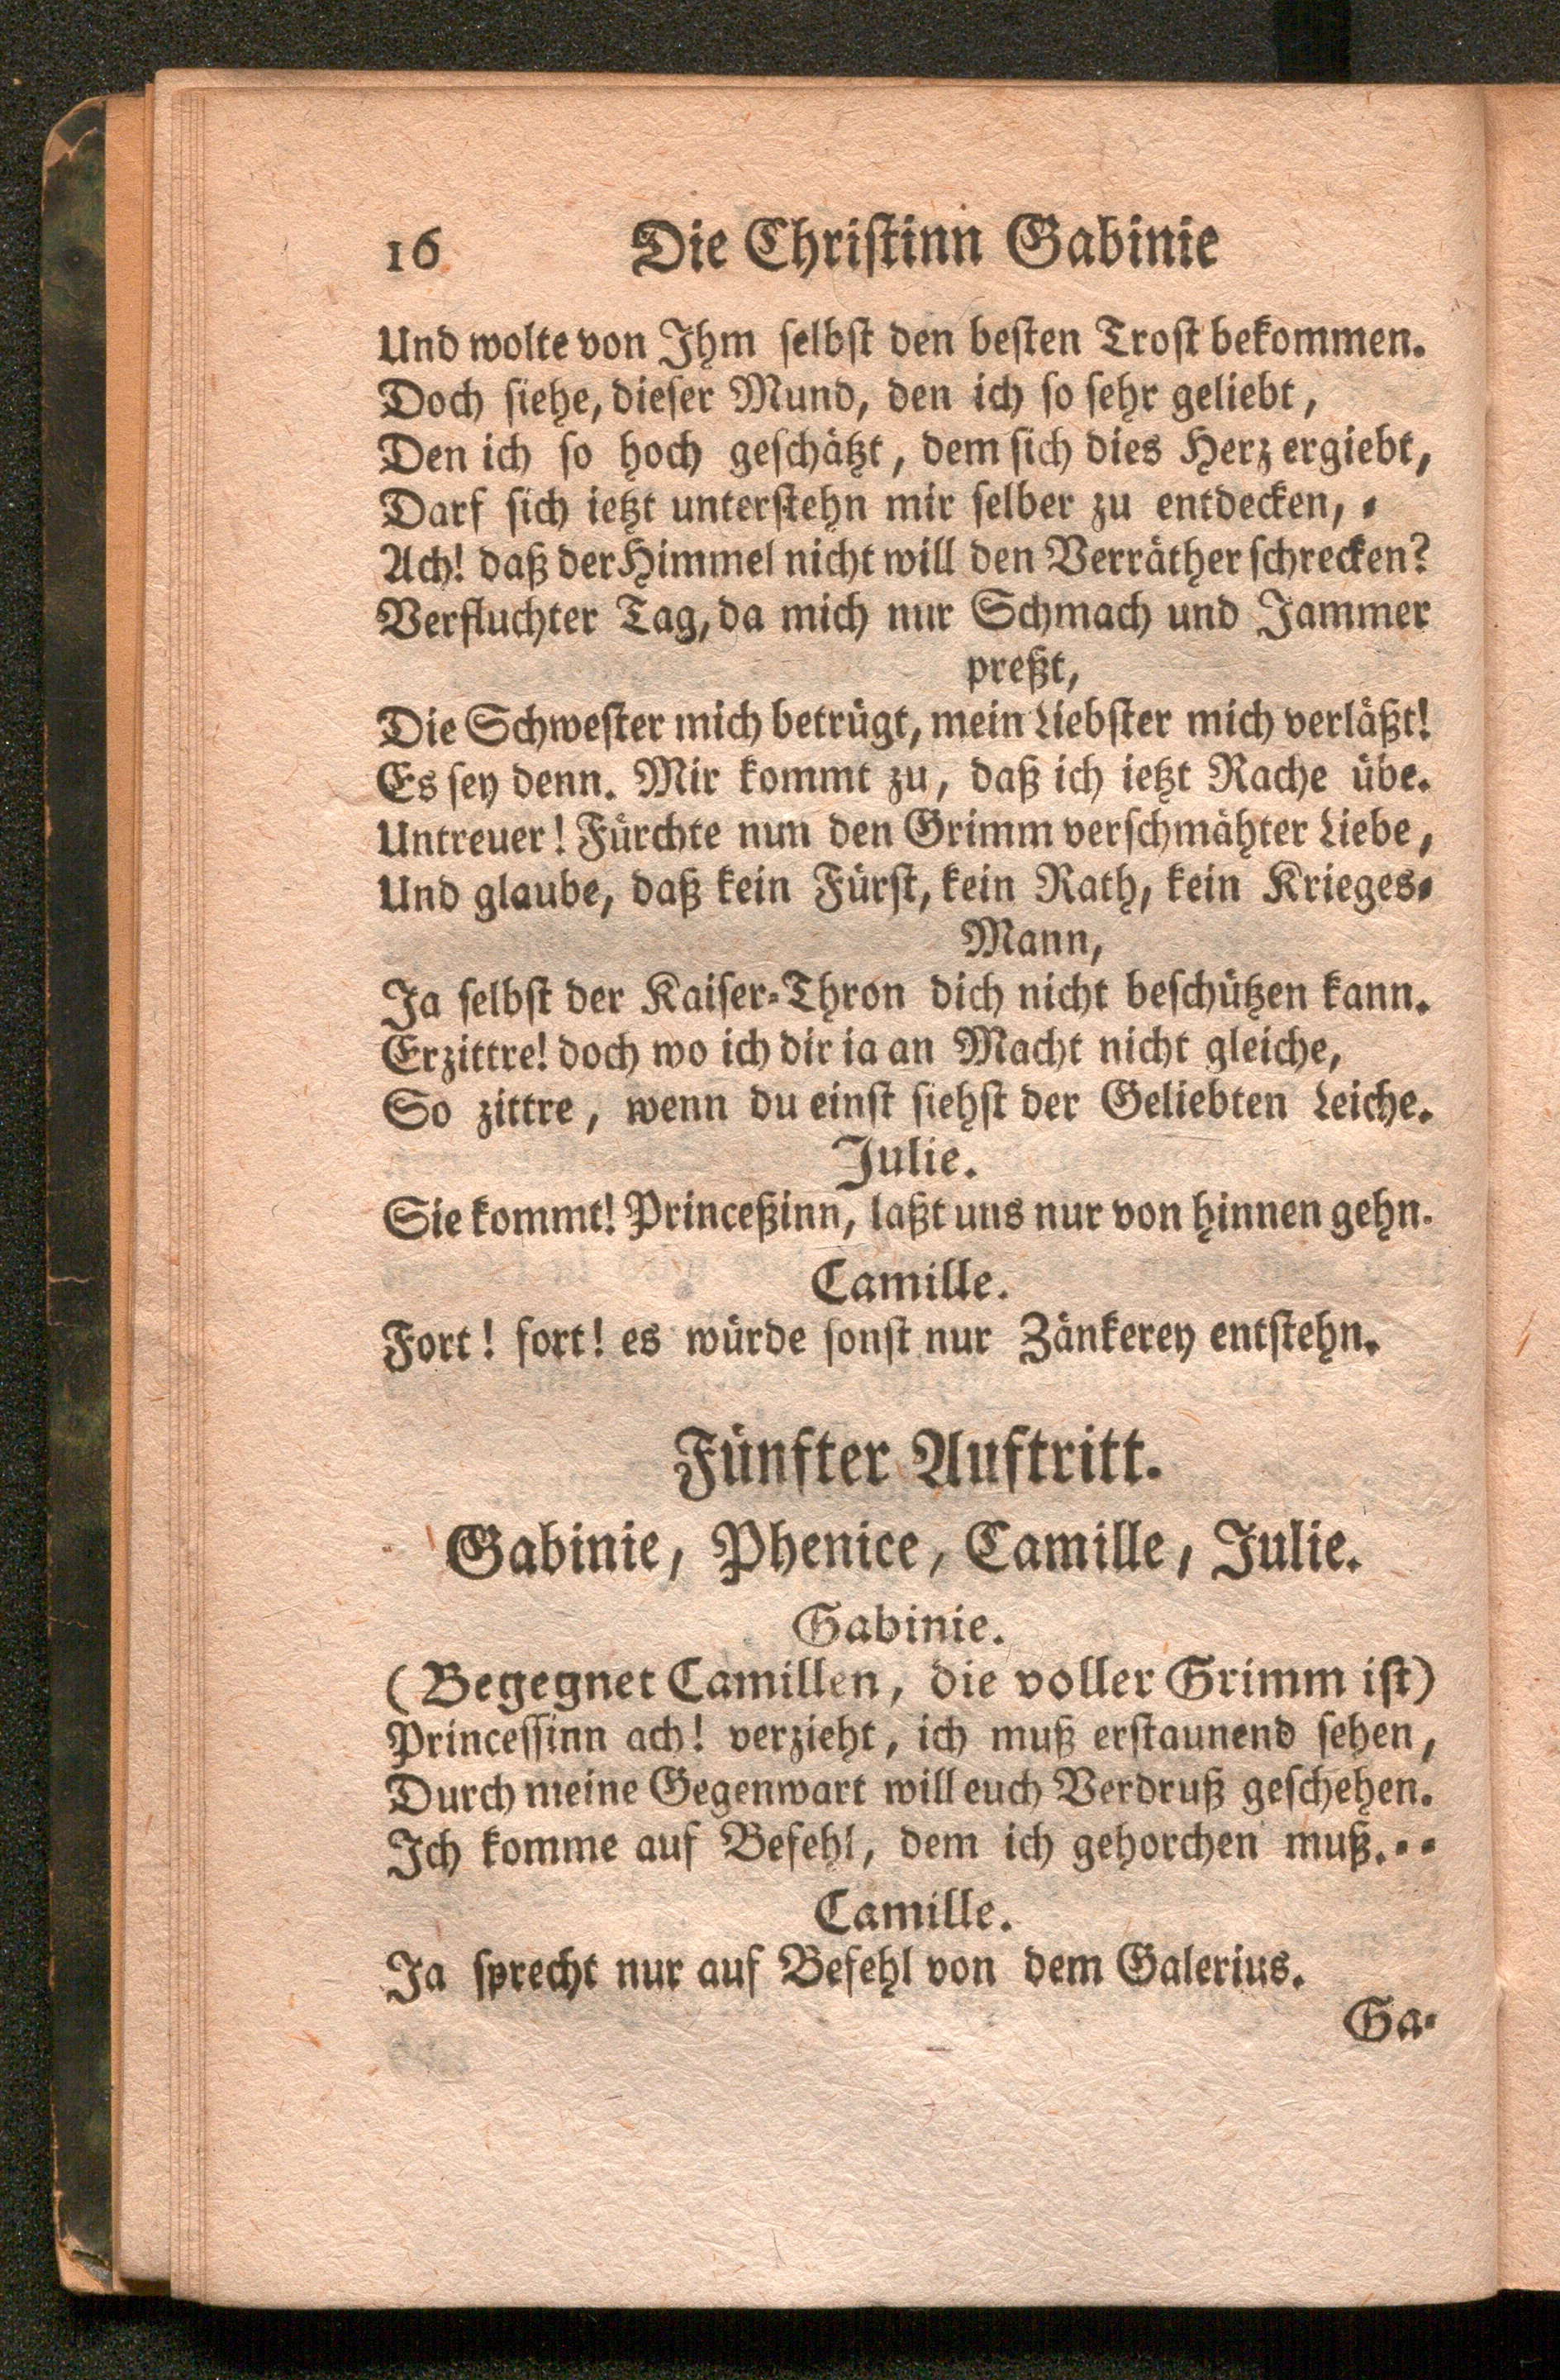 16 Die Christinn Gabinie
Und wolte von Ihm selbst den besten Trost bekommen.
Doch siehe, dieser Mund, den ich so sehr geliebt,
Den ich so hoch geschätzt, dem sich dies Herz ergiebt,
Darf sich ietzt unterstehn mir selber zu entdecken, -
Ach! daß der Himmel nicht will den Verräther schrecken?
Verfluchter Tag, da mich nur Schmach und Jammer
preßt,
Die Schwester mich betrügt, mein Liebster mich verläßt!
Es sey denn. Mir kommt zu, daß ich ietzt Rache übe.
Untreuer! Fürchte nun den Grimm verschmähter Liebe,
Und glaube, daß kein Fürst, kein Rath, kein Krieges-
Mann,
Ja selbst der Kaiser-Thron dich nicht beschützen kann.
Erzittre! doch wo ich dir ia an Macht nicht gleiche,
So zittre, wenn du einst siehst der Geliebten Leiche.
Julie.
Sie kommt! Princeßinn, laßt uns nur von hinnen gehn.
Camille.
Fort! fort! es würde sonst nur Zänkerey entstehn.
Fünfter Auftritt.
Gabinie, Phenice, Camille, Julie.
Gabinie.
(Begegnet Camillen, die voller Grimm ist)
Princessinn ach! verzieht, ich muß erstaunend sehen,
Durch meine Gegenwart will euch Verdruß geschehen.
Ich komme auf Befehl, dem ich gehorchen muß. - -
Camille.
Ja sprecht nur auf Befehl von dem Galerius.
Ga-